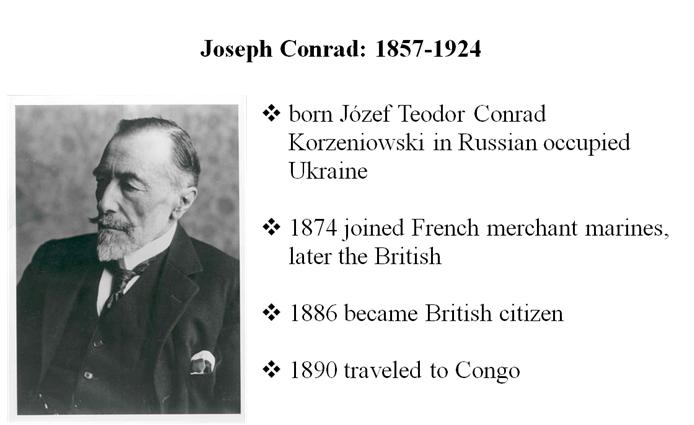 Joseph Conrad: 1857-1924
❖ born Józef Teodor Conrad
Korzeniowski in Russian occupied
Ukraine
❖ 1874 joined French merchant marines,
later the British
❖ 1886 became British citizen
❖ 1890 traveled to Congo